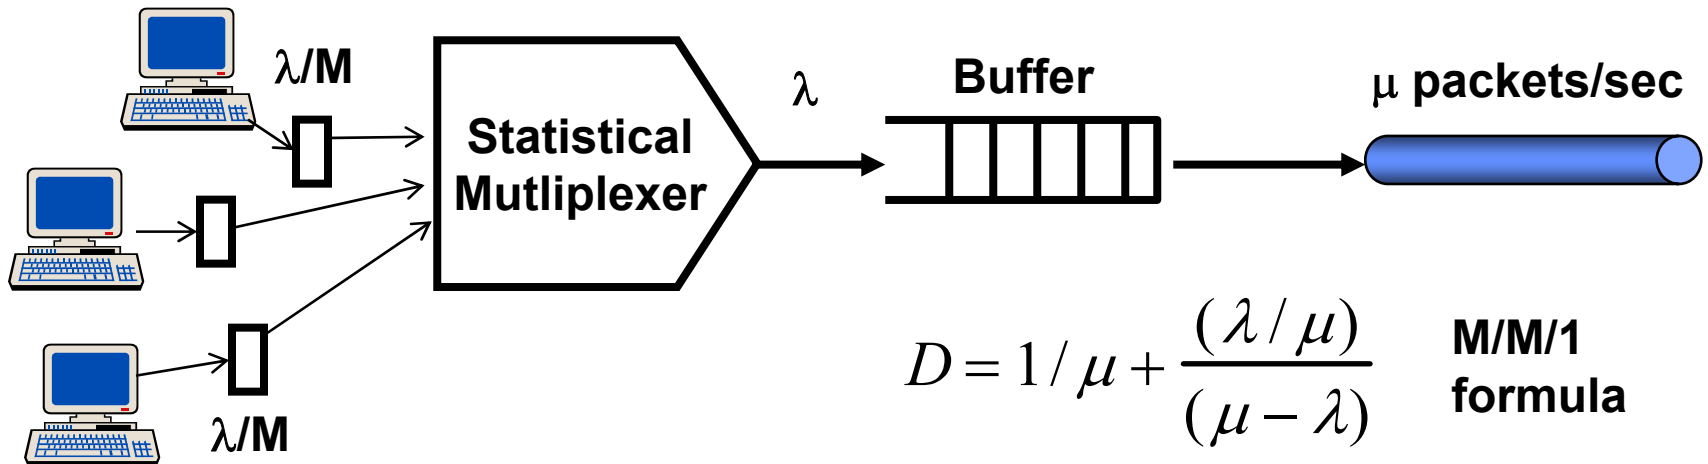 λ/M
Statistical
Mutliplexer
λ
Buffer
μ packets/sec
D = 1/μ + (λ/μ)/(μ − λ)
M/M/1
formula
λ/M